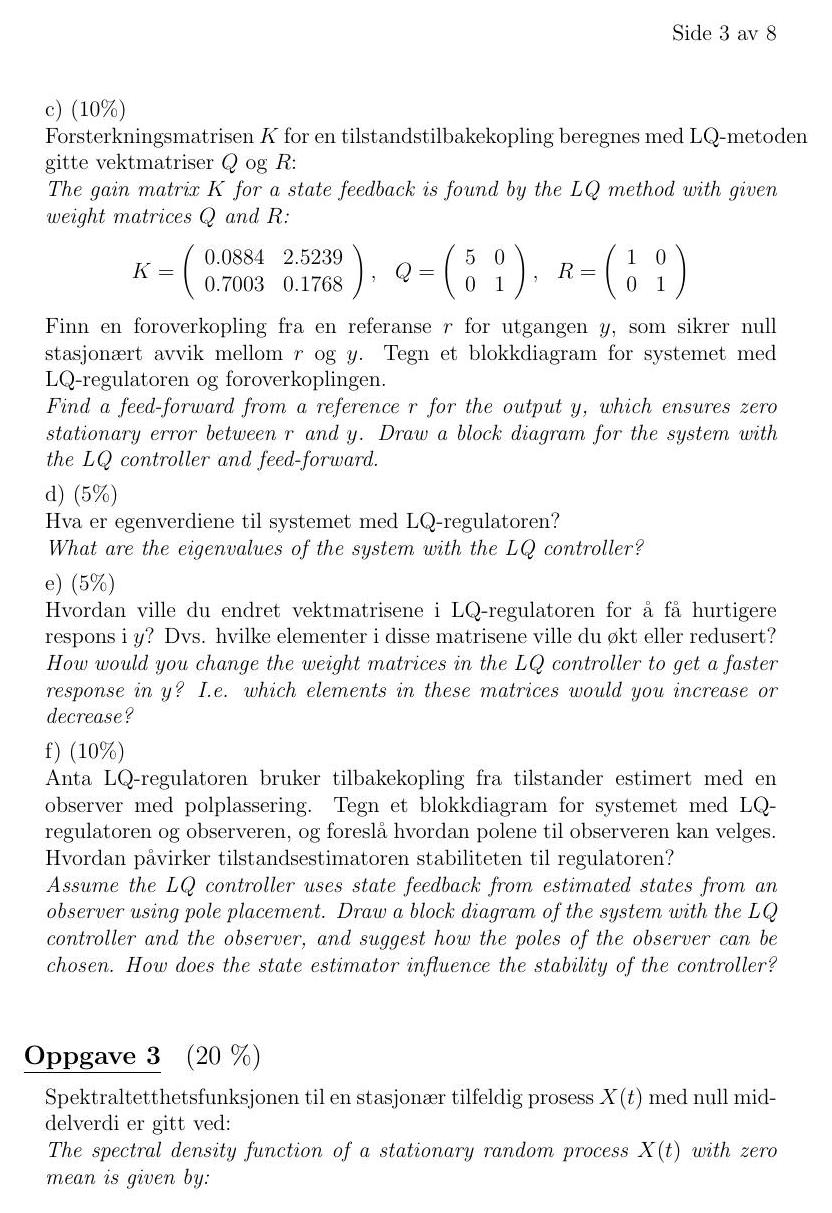 Side 3 av 8
c) (10%)
Forsterkningsmatrisen K for en tilstandstilbakekopling beregnes med LQ-metoden
gitte vektmatriser Q og R:
The gain matrix K for a state feedback is found by the LQ method with given
weight matrices Q and R:
K = ( 0.0884 2.5239
0.7003 0.1768 ), Q = ( 5 0
0 1 ), R = ( 1 0
0 1 )
Finn en foroverkopling fra en referanse r for utgangen y, som sikrer null
stasjonært avvik mellom r og y. Tegn et blokkdiagram for systemet med
LQ-regulatoren og foroverkoplingen.
Find a feed-forward from a reference r for the output y, which ensures zero
stationary error between r and y. Draw a block diagram for the system with
the LQ controller and feed-forward.
d) (5%)
Hva er egenverdiene til systemet med LQ-regulatoren?
What are the eigenvalues of the system with the LQ controller?
e) (5%)
Hvordan ville du endret vektmatrisene i LQ-regulatoren for å få hurtigere
respons i y? Dvs. hvilke elementer i disse matrisene ville du økt eller redusert?
How would you change the weight matrices in the LQ controller to get a faster
response in y? I.e. which elements in these matrices would you increase or
decrease?
f) (10%)
Anta LQ-regulatoren bruker tilbakekopling fra tilstander estimert med en
observer med polplassering. Tegn et blokkdiagram for systemet med LQ-
regulatoren og observeren, og foreslå hvordan polene til observeren kan velges.
Hvordan påvirker tilstandsestimatoren stabiliteten til regulatoren?
Assume the LQ controller uses state feedback from estimated states from an
observer using pole placement. Draw a block diagram of the system with the LQ
controller and the observer, and suggest how the poles of the observer can be
chosen. How does the state estimator influence the stability of the controller?
Oppgave 3 (20 %)
Spektraltetthetsfunksjonen til en stasjonær tilfeldig prosess X(t) med null mid-
delverdi er gitt ved:
The spectral density function of a stationary random process X(t) with zero
mean is given by: